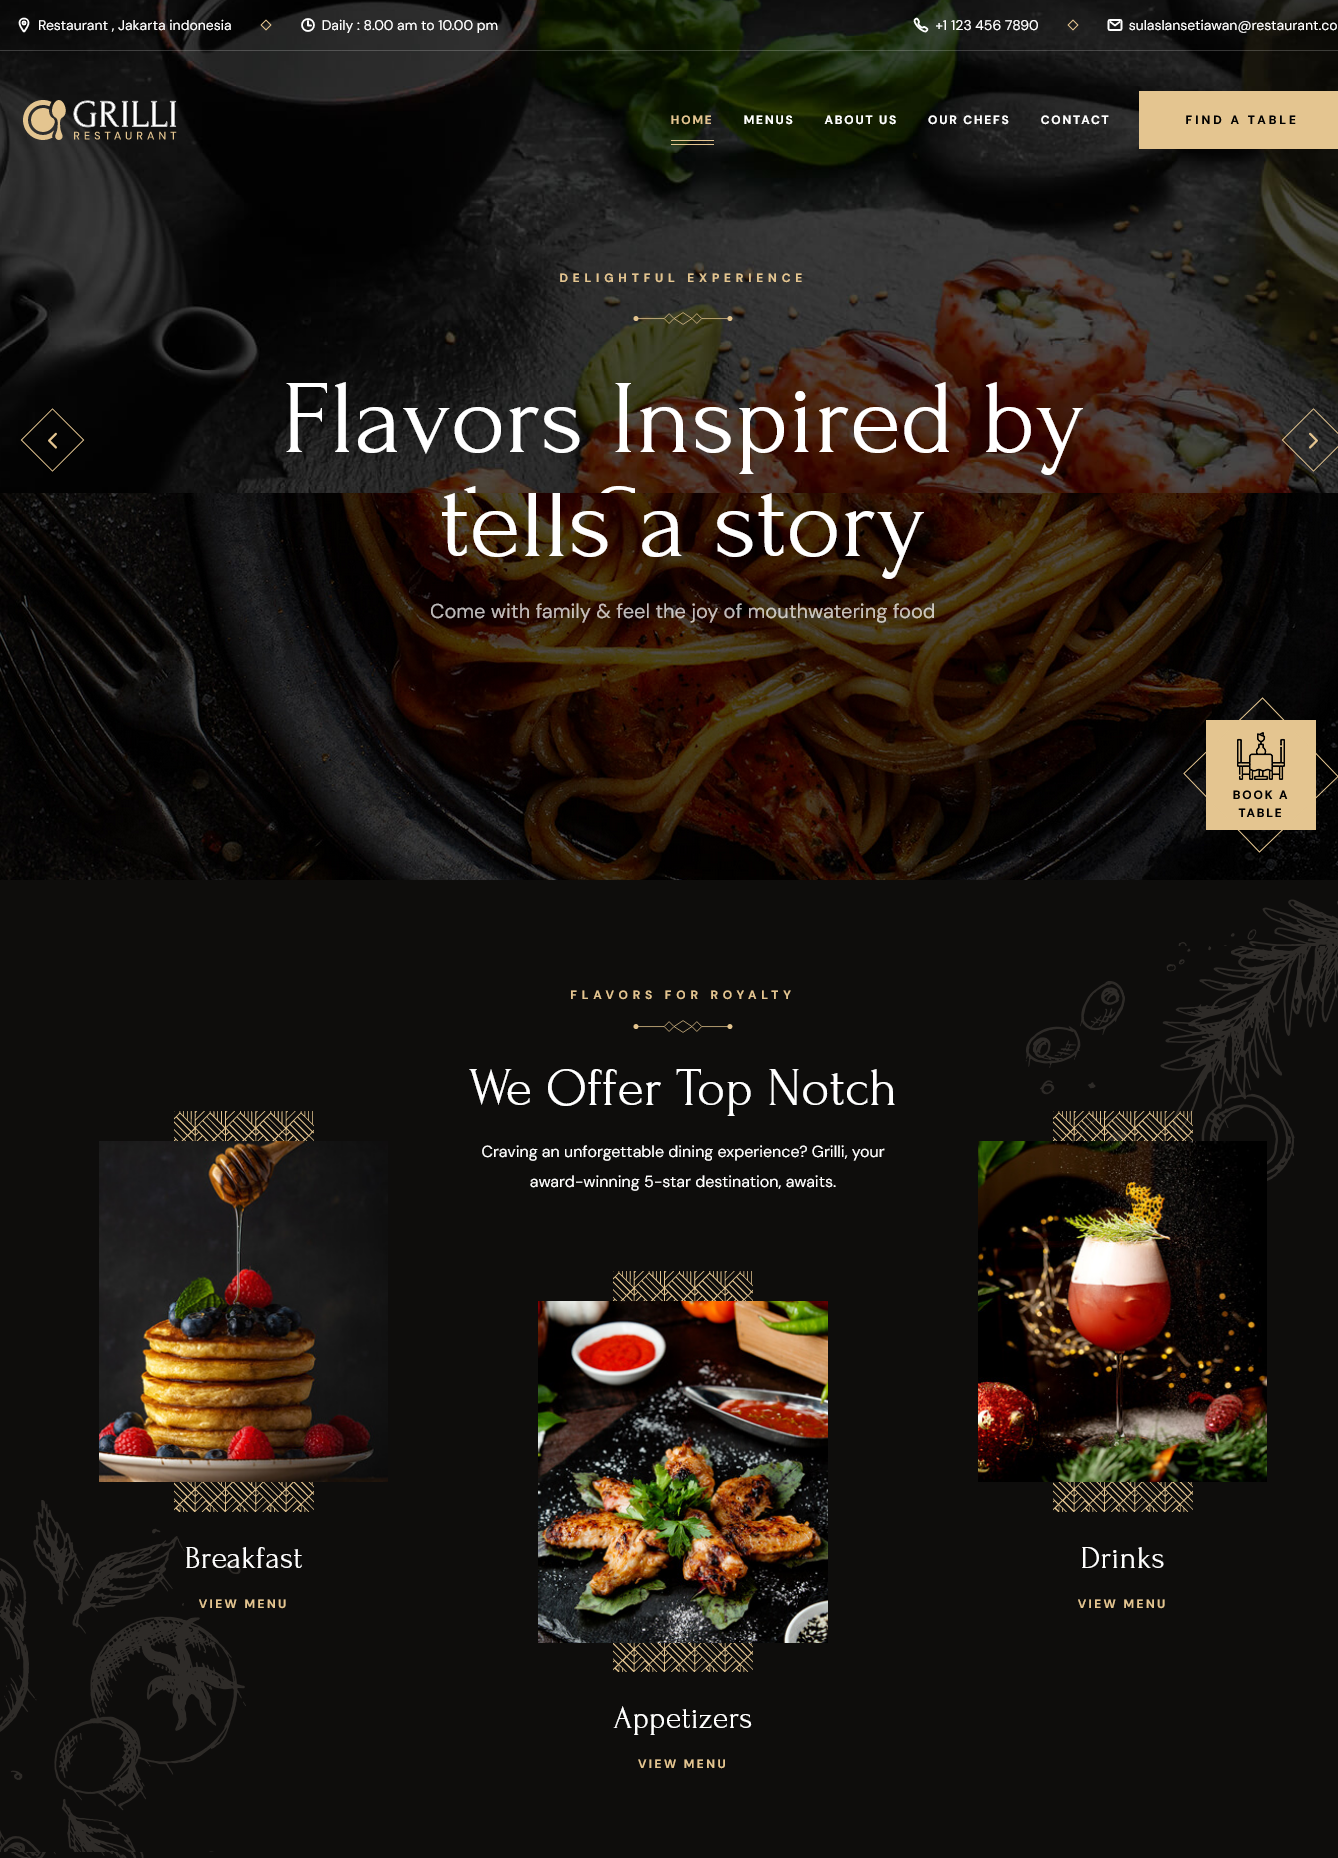 Restaurant , Jakarta indonesia
Daily : 8.00 am to 10.00 pm
+1 123 456 7890
sulaslansetiawan@restaurant.co
GRILLI
RESTAURANT
HOME
MENUS
ABOUT US
OUR CHEFS
CONTACT
FIND A TABLE
DELIGHTFUL EXPERIENCE
Flavors Inspired by
tells a story
Come with family & feel the joy of mouthwatering food
BOOK A
TABLE
FLAVORS FOR ROYALTY
We Offer Top Notch
Craving an unforgettable dining experience? Grilli, your
award-winning 5-star destination, awaits.
Breakfast
VIEW MENU
Appetizers
VIEW MENU
Drinks
VIEW MENU